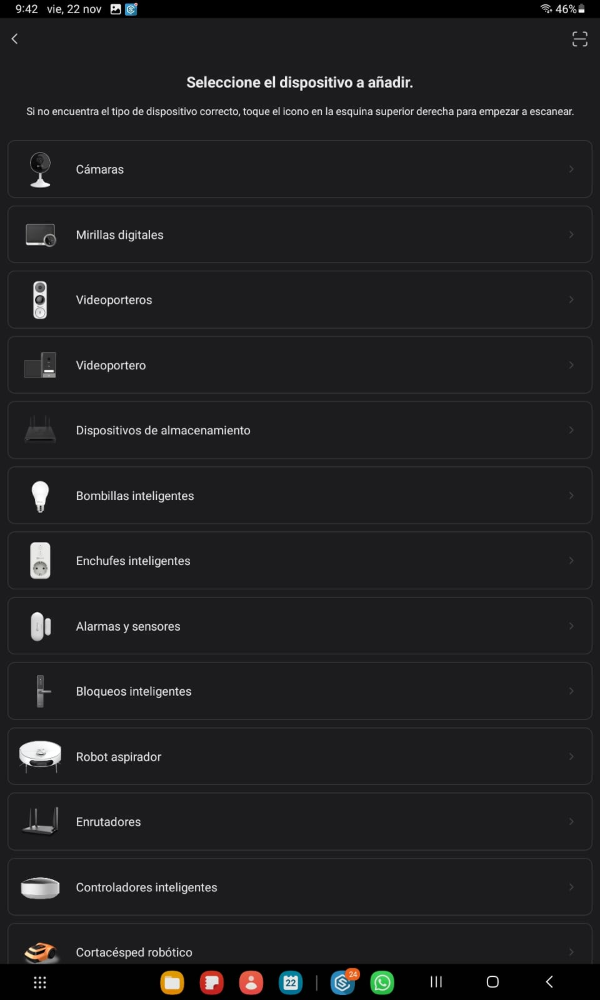 9:42 vie, 22 nov 46%
Seleccione el dispositivo a añadir.
Si no encuentra el tipo de dispositivo correcto, toque el icono en la esquina superior derecha para empezar a escanear.
Cámaras
Mirillas digitales
Videoporteros
Videoportero
Dispositivos de almacenamiento
Bombillas inteligentes
Enchufes inteligentes
Alarmas y sensores
Bloqueos inteligentes
Robot aspirador
Enrutadores
Controladores inteligentes
Cortacésped robótico
22 24